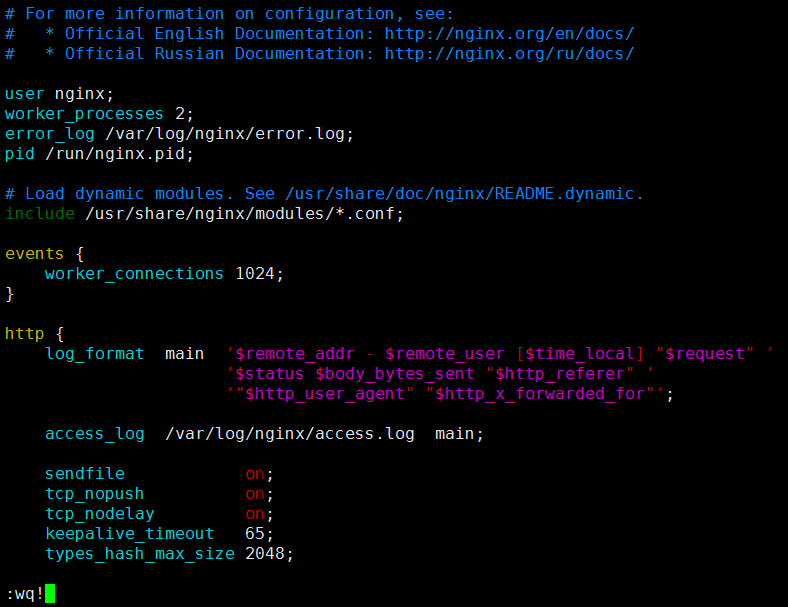 # For more information on configuration, see:
#   * Official English Documentation: http://nginx.org/en/docs/
#   * Official Russian Documentation: http://nginx.org/ru/docs/

user nginx;
worker_processes 2;
error_log /var/log/nginx/error.log;
pid /run/nginx.pid;

# Load dynamic modules. See /usr/share/doc/nginx/README.dynamic.
include /usr/share/nginx/modules/*.conf;

events {
    worker_connections 1024;
}

http {
    log_format  main  '$remote_addr - $remote_user [$time_local] "$request" '
                      '$status $body_bytes_sent "$http_referer" '
                      '"$http_user_agent" "$http_x_forwarded_for"';

    access_log  /var/log/nginx/access.log  main;

    sendfile            on;
    tcp_nopush          on;
    tcp_nodelay         on;
    keepalive_timeout   65;
    types_hash_max_size 2048;

:wq!